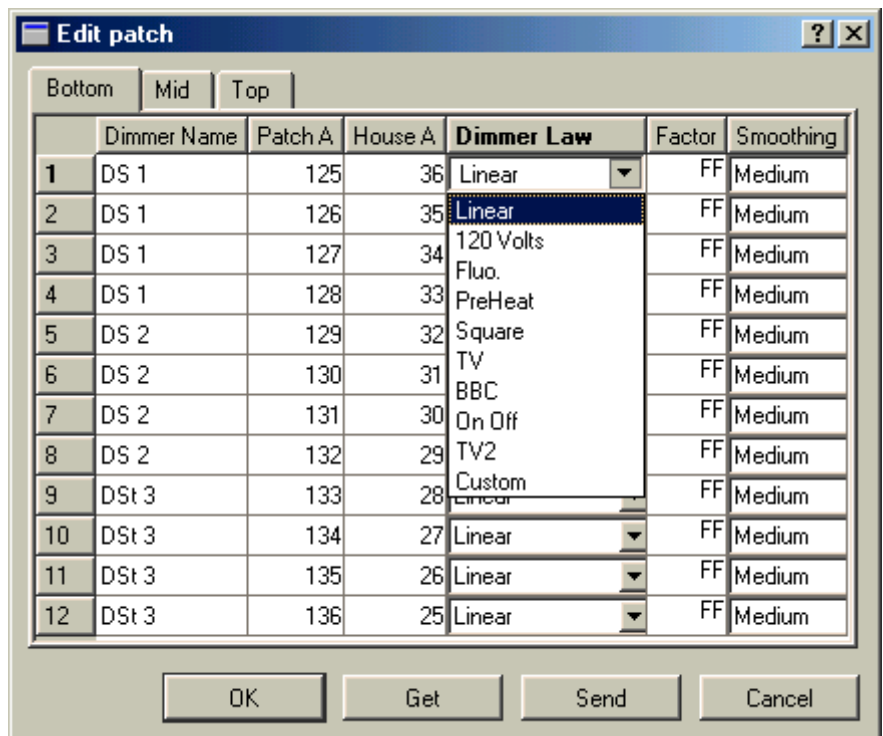 Edit patch
Bottom Mid Top
Dimmer Name Patch A House A Dimmer Law Factor Smoothing
1 DS 1 125 36 Linear FF Medium
2 DS 1 126 35 Linear FF Medium
3 DS 1 127 34 120 Volts FF Medium
Fluo.
4 DS 1 128 33 PreHeat FF Medium
5 DS 2 129 32 Square FF Medium
6 DS 2 130 31 TV FF Medium
BBC
7 DS 2 131 30 On Off FF Medium
8 DS 2 132 29 TV2 FF Medium
Custom
9 DSt 3 133 28 Linear FF Medium
10 DSt 3 134 27 Linear FF Medium
11 DSt 3 135 26 Linear FF Medium
12 DSt 3 136 25 Linear FF Medium
OK Get Send Cancel